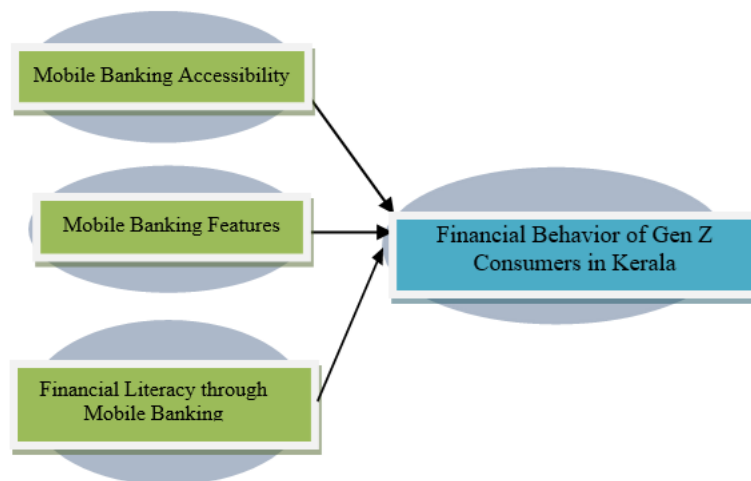 Mobile Banking Accessibility
Mobile Banking Features
Financial Behavior of Gen Z
Consumers in Kerala
Financial Literacy through
Mobile Banking